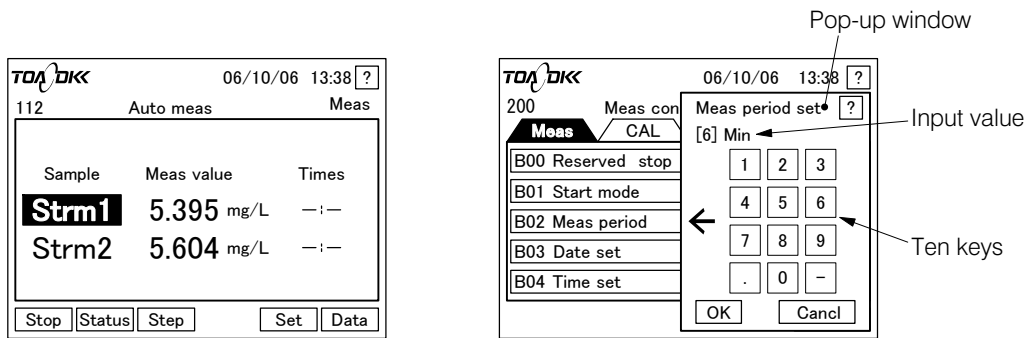 Pop-up window
TOA DKK 06/10/06 13:38 ?
112 Auto meas Meas
Sample Meas value Times
Strm1 5.395 mg/L --:--
Strm2 5.604 mg/L --:--
Stop Status Step Set Data
TOA DKK 06/10/06 13:38 ?
200 Meas con
Meas CAL
B00 Reserved stop
B01 Start mode
B02 Meas period
B03 Date set
B04 Time set
Meas period set ?
[6] Min
1 2 3
4 5 6
7 8 9
. 0 -
OK Cancl
Input value
Ten keys